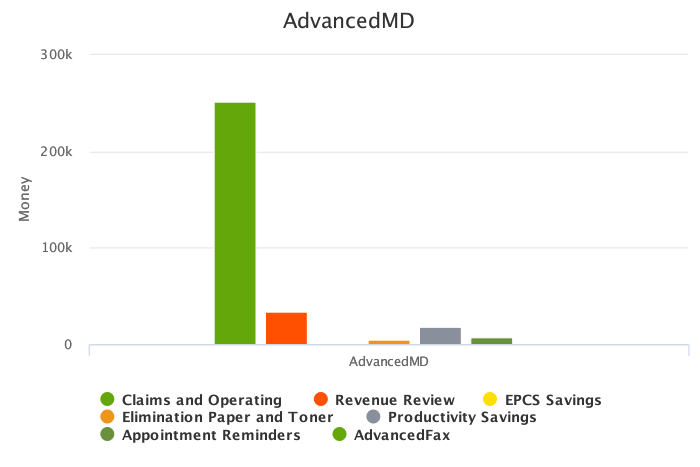 AdvancedMD
300k
200k
100k
0
Money
AdvancedMD
Claims and Operating Revenue Review EPCS Savings
Elimination Paper and Toner Productivity Savings
Appointment Reminders AdvancedFax